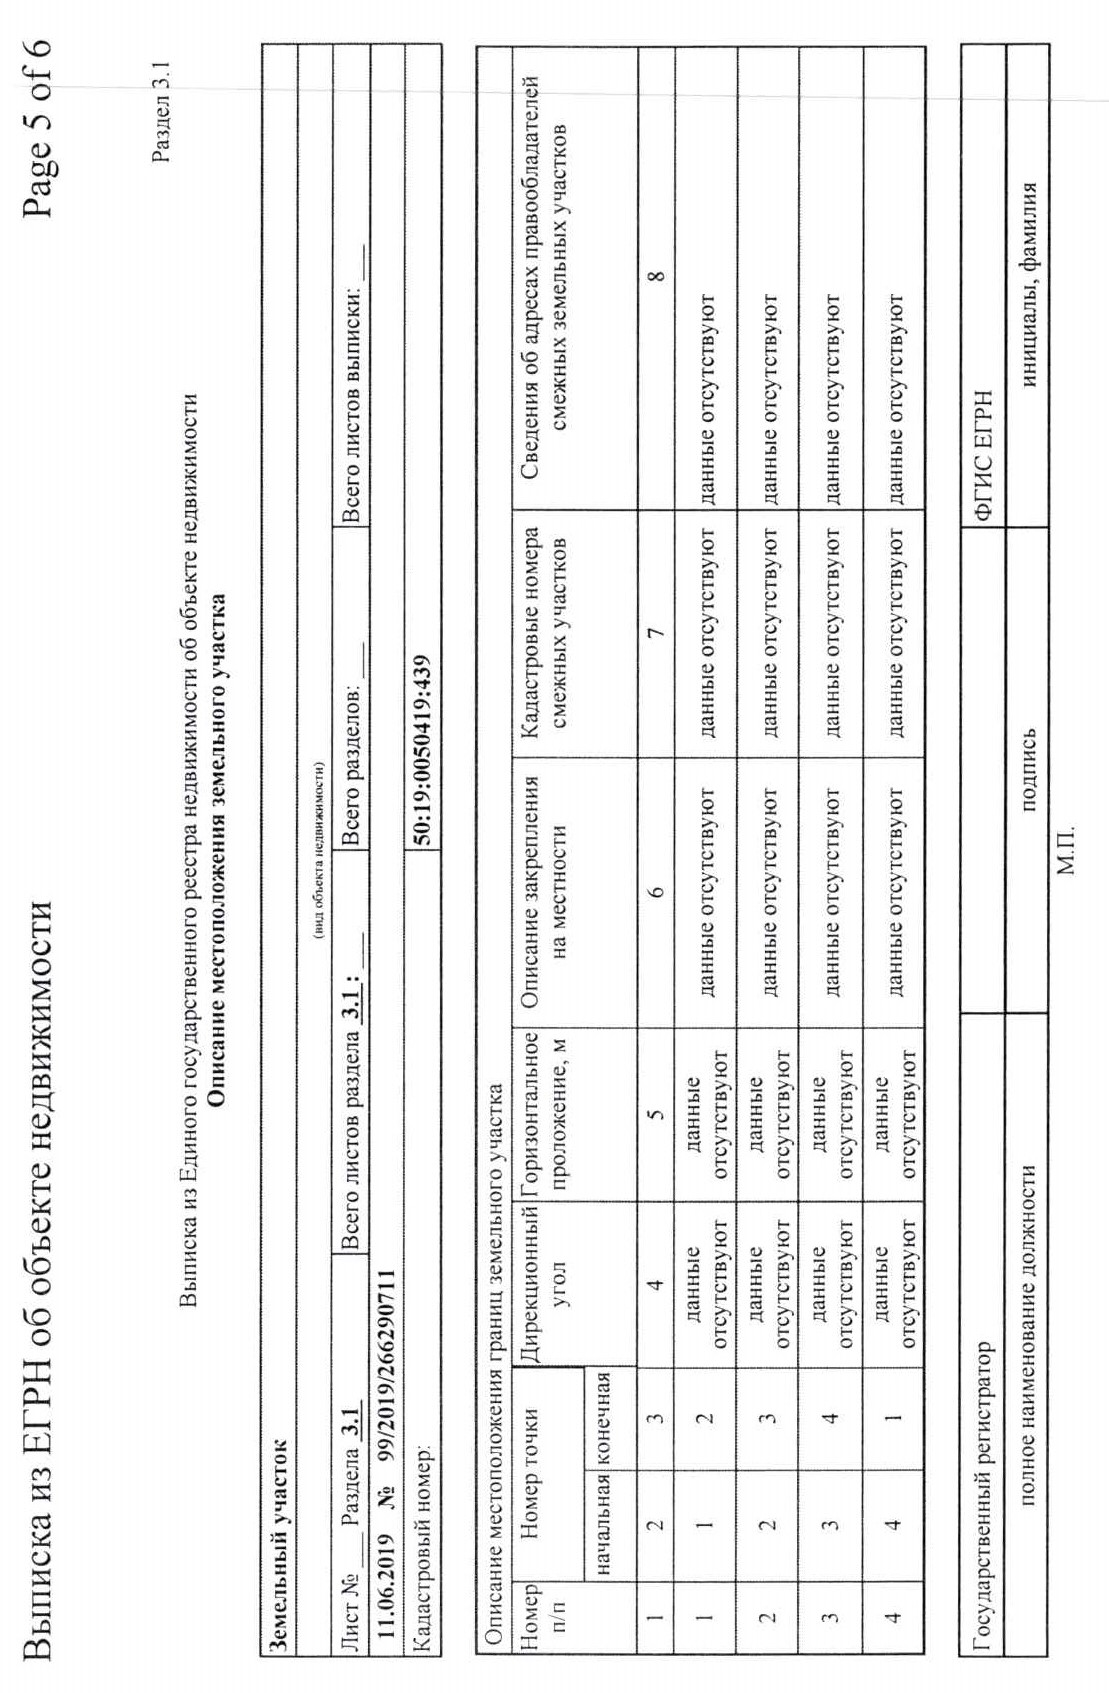 Выписка из ЕГРН об объекте недвижимости Page 5 of 6
Раздел 3.1
Выписка из Единого государственного реестра недвижимости об объекте недвижимости
Описание местоположения земельного участка
Земельный участок
(вид объекта недвижимости)
Лист № ___ Раздела 3.1 Всего листов раздела 3.1 : ___ Всего разделов: ___ Всего листов выписки: ___
11.06.2019 № 99/2019/266290711
Кадастровый номер: 50:19:0050419:439
Описание местоположения границ земельного участка
Номер Номер точки Дирекционный Горизонтальное Описание закрепления Кадастровые номера Сведения об адресах правообладателей
п/п угол проложение, м на местности смежных участков смежных земельных участков
начальная конечная
1 2 3 4 5 6 7 8
1 1 2 данные отсутствуют данные отсутствуют данные отсутствуют данные отсутствуют данные отсутствуют
2 2 3 данные отсутствуют данные отсутствуют данные отсутствуют данные отсутствуют данные отсутствуют
3 3 4 данные отсутствуют данные отсутствуют данные отсутствуют данные отсутствуют данные отсутствуют
4 4 1 данные отсутствуют данные отсутствуют данные отсутствуют данные отсутствуют данные отсутствуют
Государственный регистратор ФГИС ЕГРН
полное наименование должности подпись инициалы, фамилия
М.П.